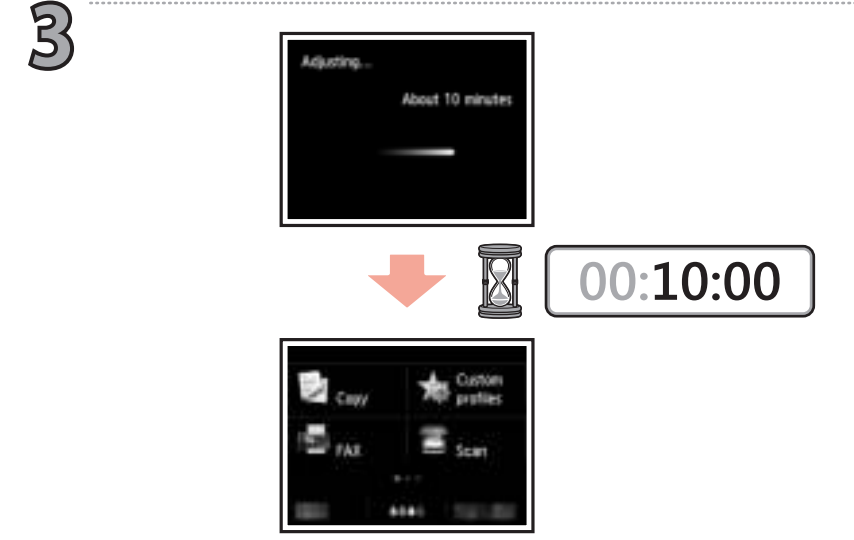 3
Adjusting...
About 10 minutes
00:10:00
Copy
Custom
profiles
FAX
Scan